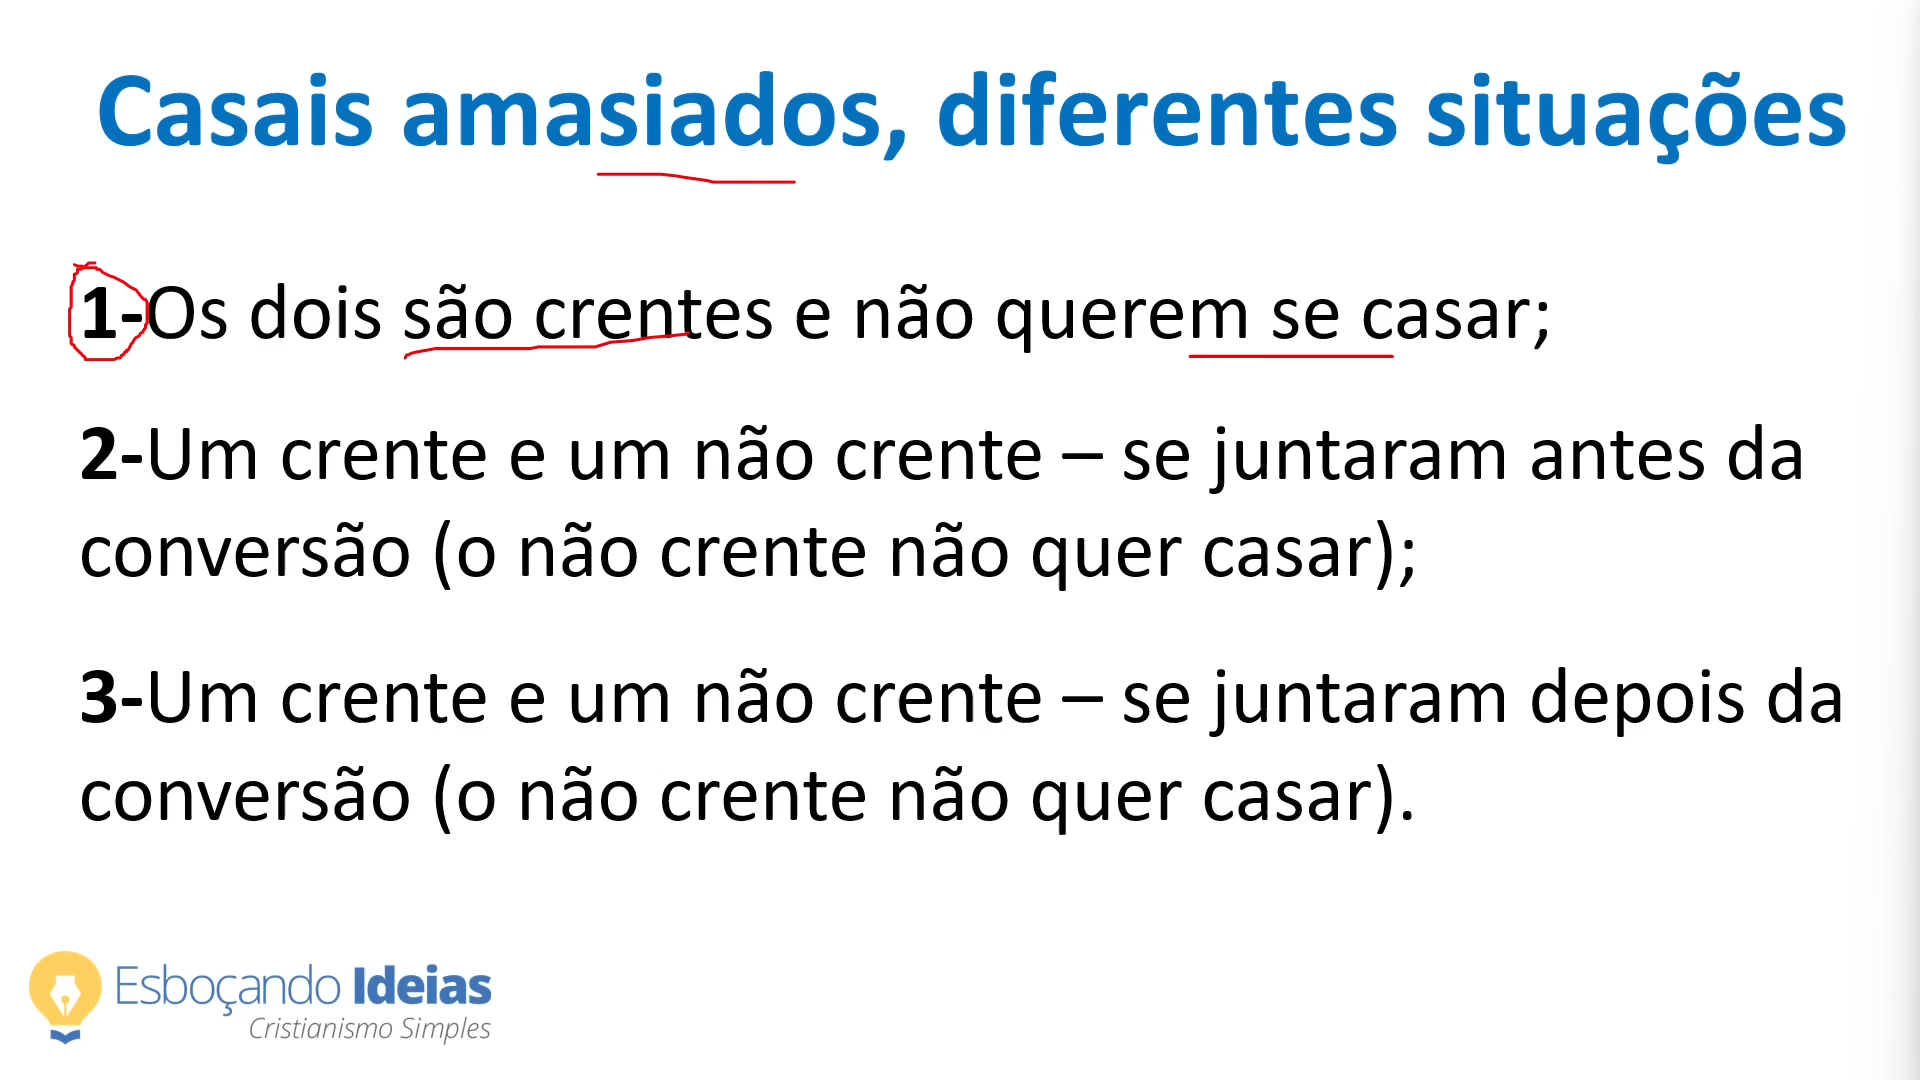 Casais amasiados, diferentes situações
1-Os dois são crentes e não querem se casar;
2-Um crente e um não crente – se juntaram antes da
conversão (o não crente não quer casar);
3-Um crente e um não crente – se juntaram depois da
conversão (o não crente não quer casar).
Esboçando Ideias
Cristianismo Simples